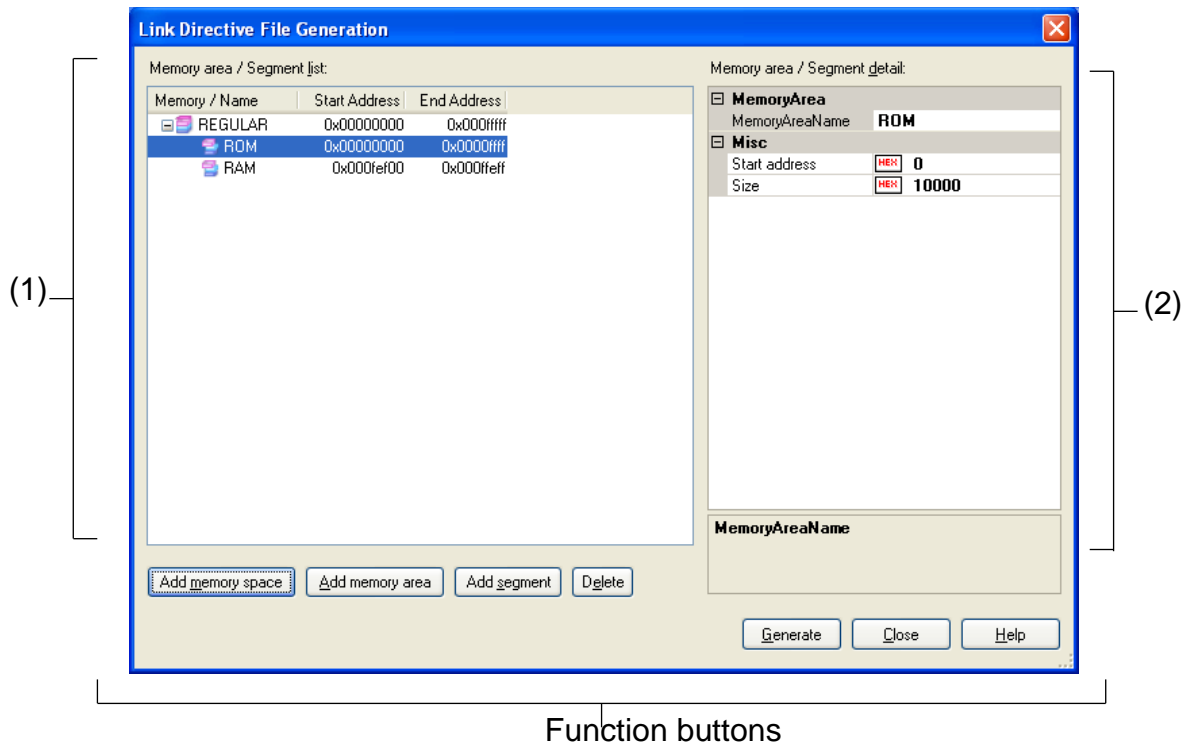 Link Directive File Generation
Memory area / Segment list:
Memory area / Segment detail:
Memory / Name Start Address End Address
REGULAR 0x00000000 0x000fffff
ROM 0x00000000 0x0000ffff
RAM 0x000fef00 0x000ffeff
MemoryArea
MemoryAreaName ROM
Misc
Start address HEX 0
Size HEX 10000
(1)
(2)
MemoryAreaName
Add memory space Add memory area Add segment Delete
Generate Close Help
Function buttons